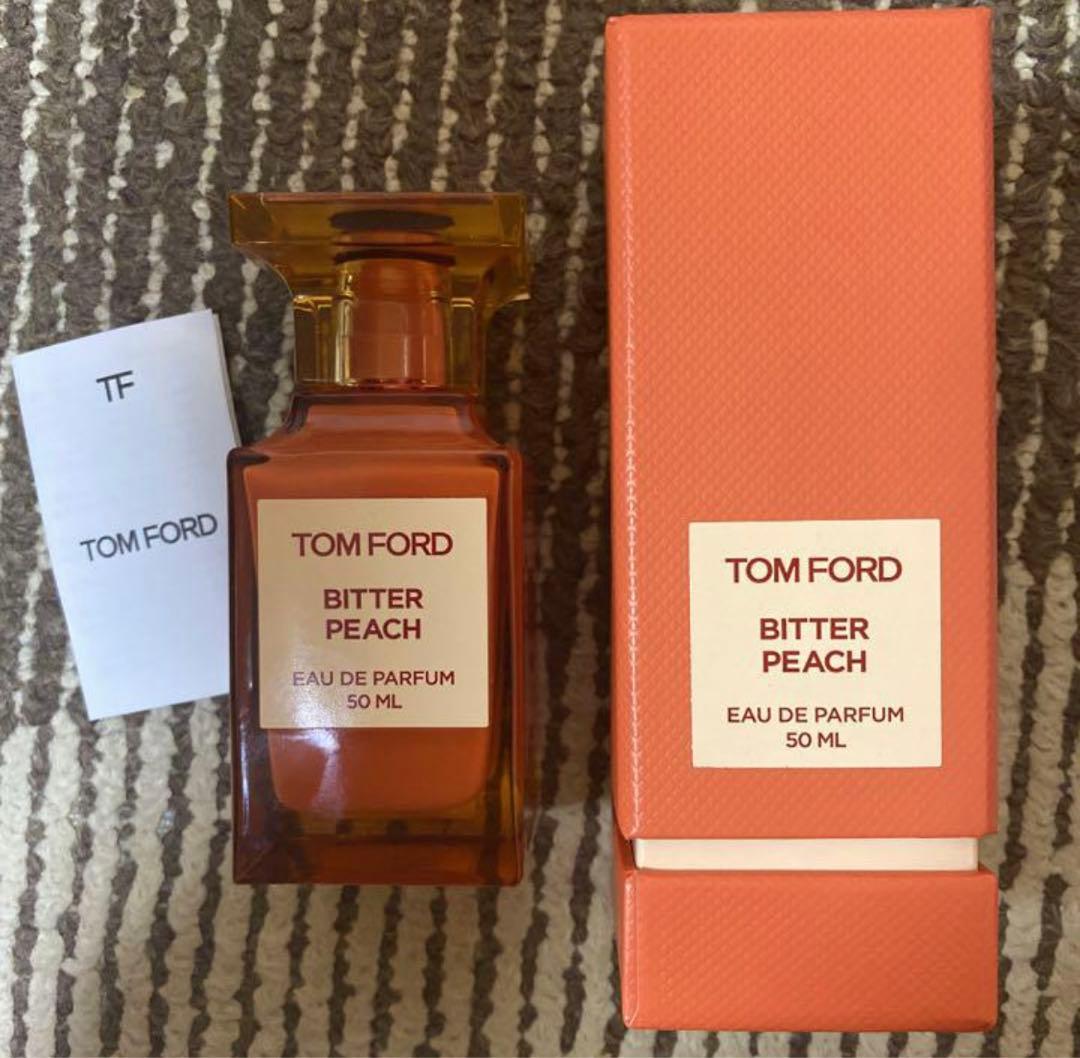 TF
TOM FORD
TOM FORD
BITTER
PEACH
EAU DE PARFUM
50 ML
TOM FORD
BITTER
PEACH
EAU DE PARFUM
50 ML